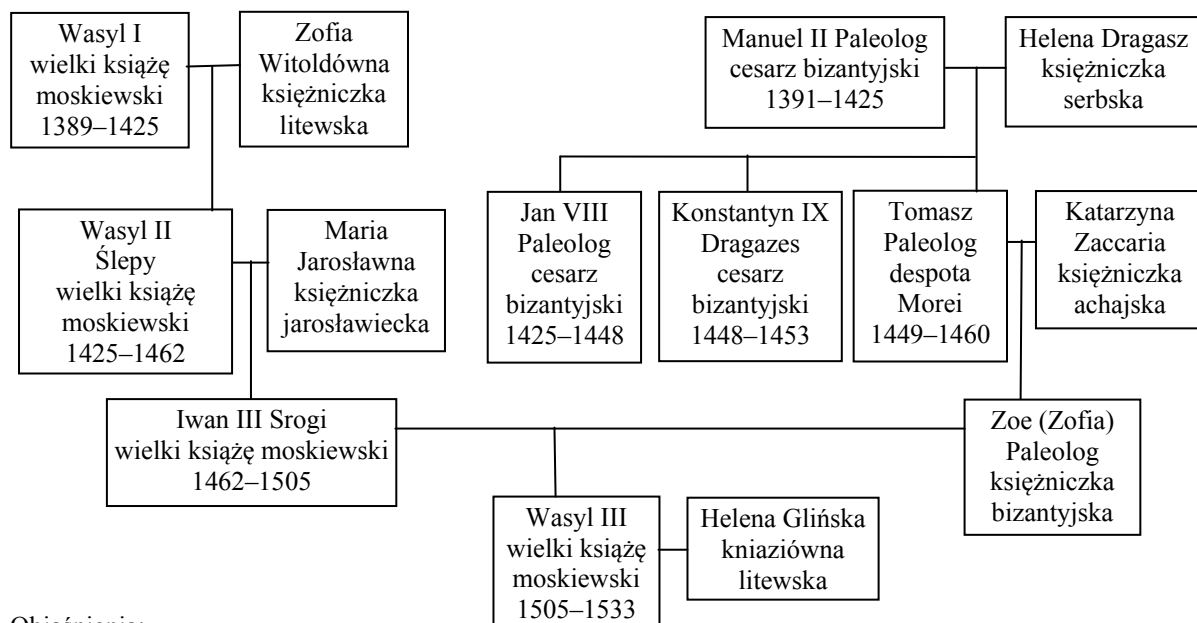 Wasyl I
wielki książę
moskiewski
1389–1425
Zofia
Witoldówna
księżniczka
litewska
Manuel II Paleolog
cesarz bizantyjski
1391–1425
Helena Dragasz
księżniczka
serbska
Wasyl II
Ślepy
wielki książę
moskiewski
1425–1462
Maria
Jarosławna
księżniczka
jarosławiecka
Jan VIII
Paleolog
cesarz
bizantyjski
1425–1448
Konstantyn IX
Dragazes
cesarz
bizantyjski
1448–1453
Tomasz
Paleolog
despota
Morei
1449–1460
Katarzyna
Zaccaria
księżniczka
achajska
Iwan III Srogi
wielki książę moskiewski
1462–1505
Zoe (Zofia)
Paleolog
księżniczka
bizantyjska
Wasyl III
wielki książę
moskiewski
1505–1533
Helena Glińska
kniaziówna
litewska